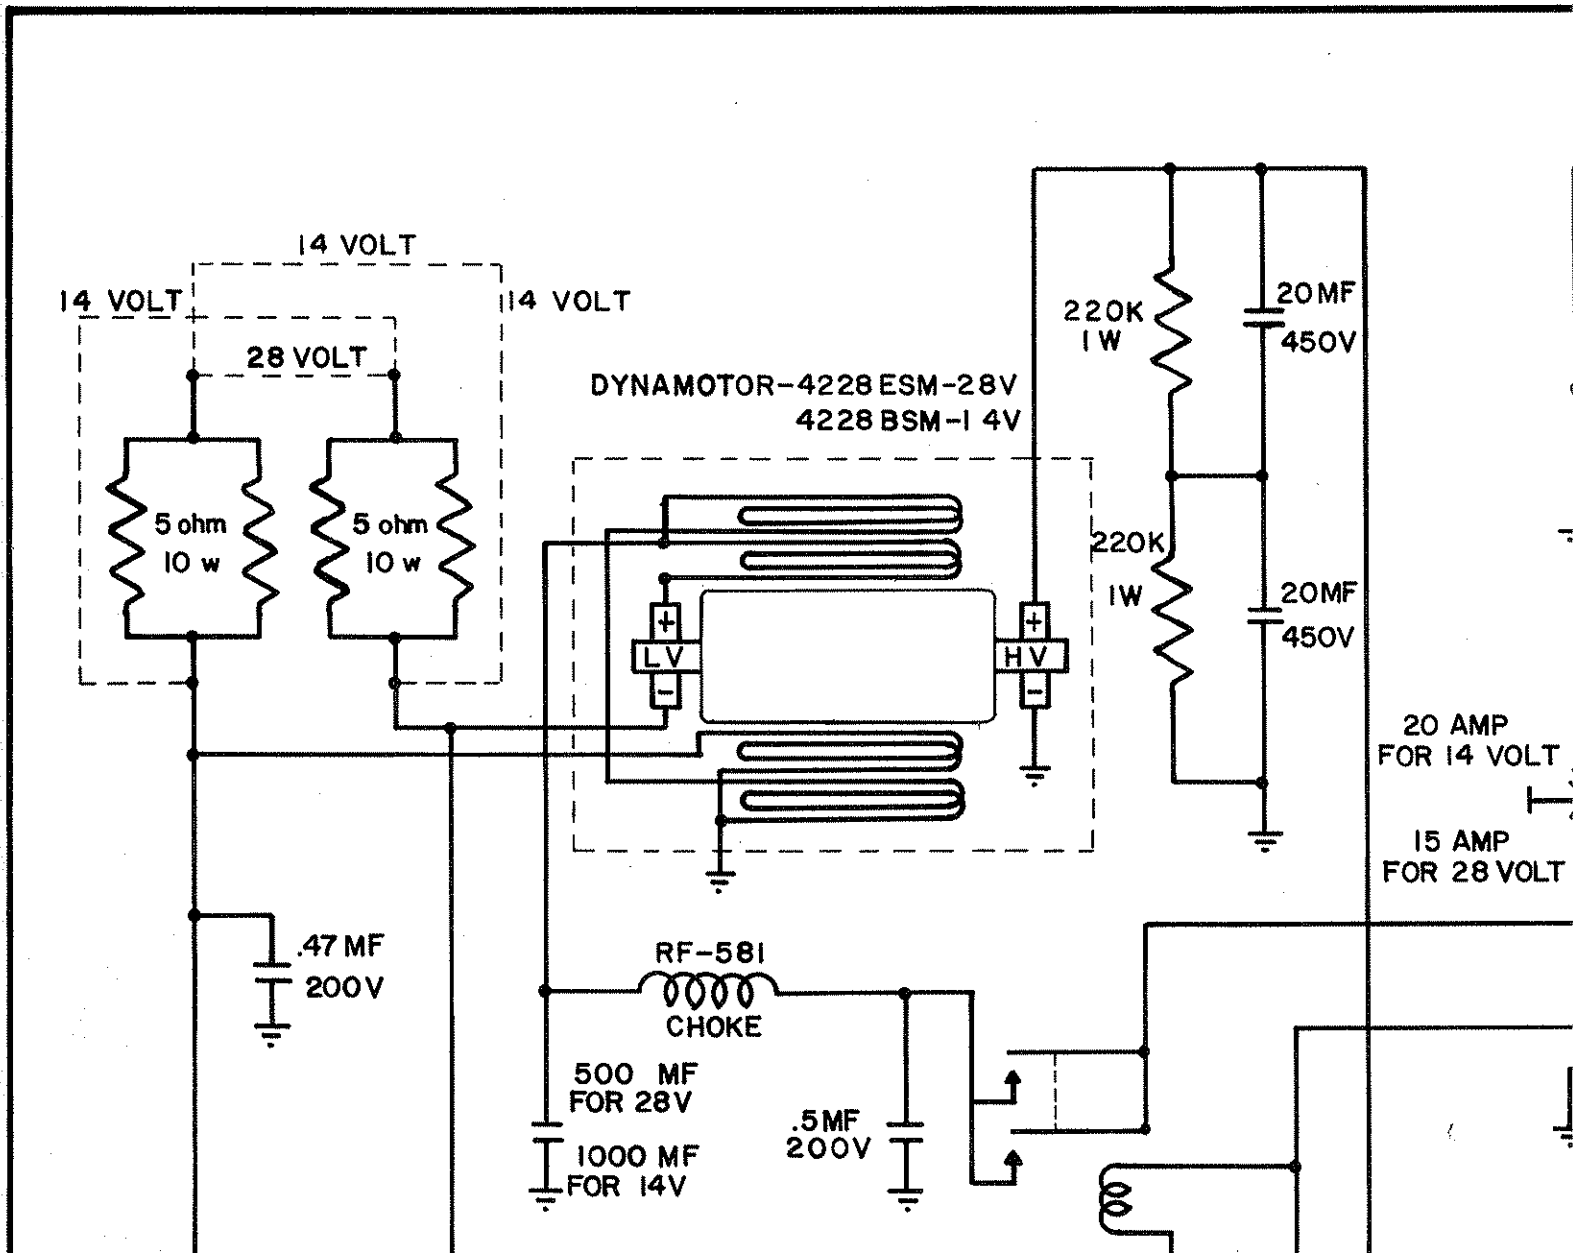 14 VOLT
14 VOLT
14 VOLT
28 VOLT
5 ohm
10 w
5 ohm
10 w
DYNAMOTOR-4228 ESM-28V
4228 BSM-14V
220K
1W
20MF
450V
220K
1W
20MF
450V
+
LV
-
+
HV
-
20 AMP
FOR 14 VOLT
15 AMP
FOR 28 VOLT
.47 MF
200V
RF-581
CHOKE
500 MF
FOR 28V
1000 MF
FOR 14V
.5MF
200V